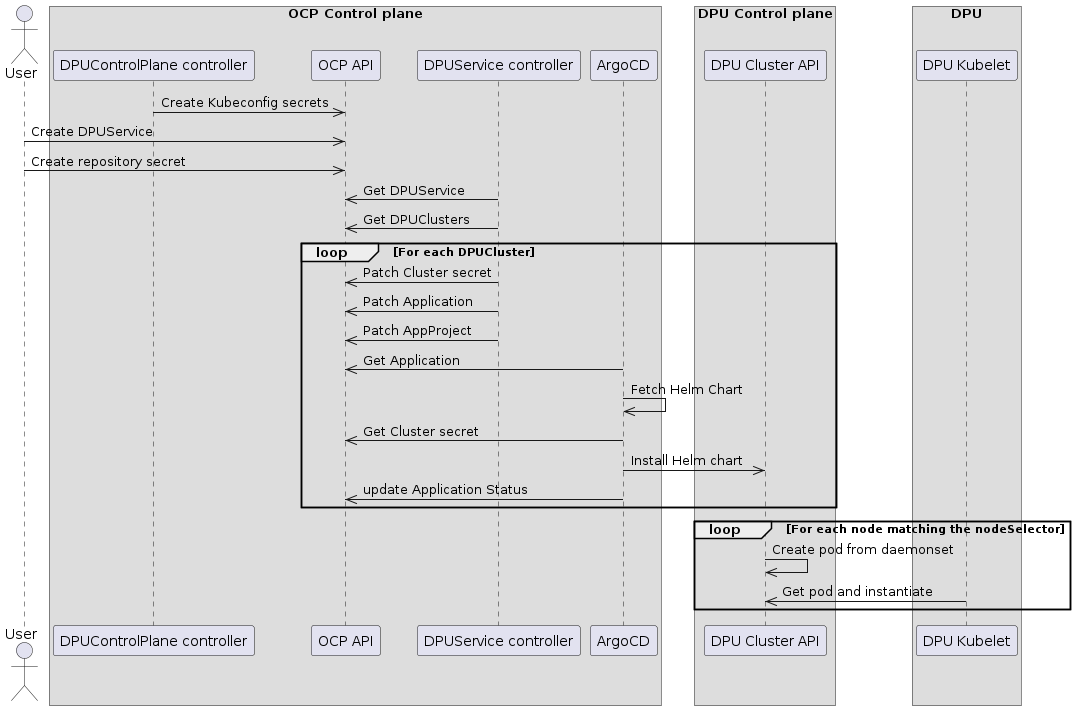 OCP Control plane
DPU Control plane
DPU
User
DPUControlPlane controller
OCP API
DPUService controller
ArgoCD
DPU Cluster API
DPU Kubelet
Create Kubeconfig secrets
Create DPUService
Create repository secret
Get DPUService
Get DPUClusters
loop
[For each DPUCluster]
Patch Cluster secret
Patch Application
Patch AppProject
Get Application
Fetch Helm Chart
Get Cluster secret
Install Helm chart
update Application Status
loop
[For each node matching the nodeSelector]
Create pod from daemonset
Get pod and instantiate
User
DPUControlPlane controller
OCP API
DPUService controller
ArgoCD
DPU Cluster API
DPU Kubelet